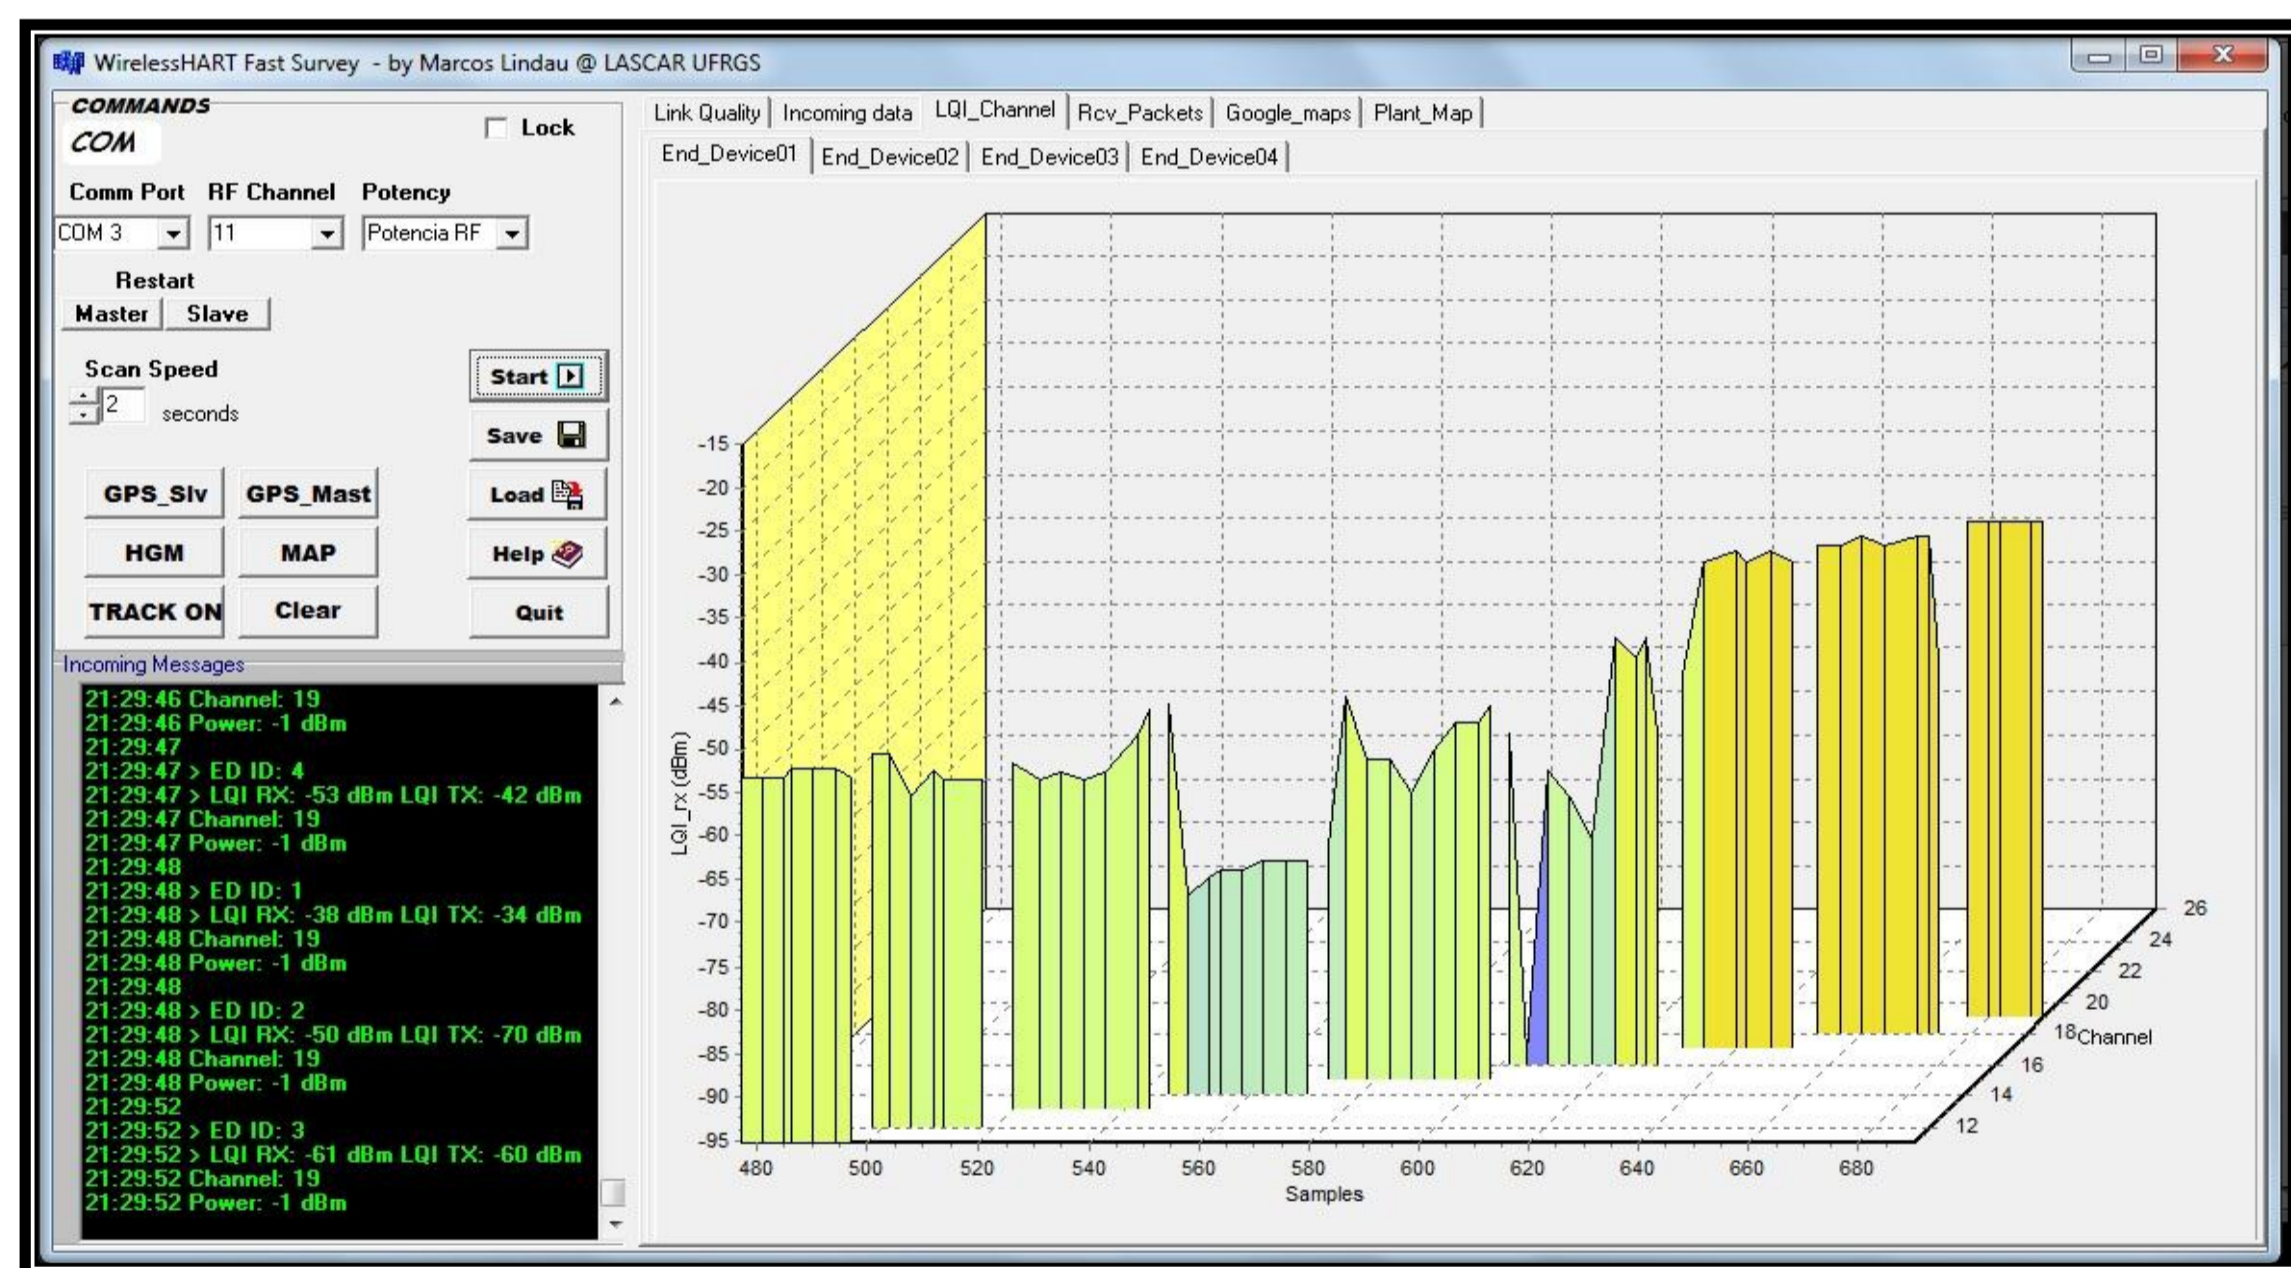 WirelessHART Fast Survey - by Marcos Lindau @ LASCAR UFRGS
COMMANDS
COM
Lock
Comm Port RF Channel Potency
COM 3 11 Potencia RF
Restart
Master Slave
Scan Speed
2 seconds
Start
Save
GPS_Slv GPS_Mast Load
HGM MAP Help
TRACK ON Clear Quit
Incoming Messages
21:29:46 Channel: 19
21:29:46 Power: -1 dBm
21:29:47
21:29:47 > ED ID: 4
21:29:47 > LQI RX: -53 dBm LQI TX: -42 dBm
21:29:47 Channel: 19
21:29:47 Power: -1 dBm
21:29:48
21:29:48 > ED ID: 1
21:29:48 > LQI RX: -38 dBm LQI TX: -34 dBm
21:29:48 Channel: 19
21:29:48 Power: -1 dBm
21:29:48
21:29:48 > ED ID: 2
21:29:48 > LQI RX: -50 dBm LQI TX: -70 dBm
21:29:48 Channel: 19
21:29:48 Power: -1 dBm
21:29:52
21:29:52 > ED ID: 3
21:29:52 > LQI RX: -61 dBm LQI TX: -60 dBm
21:29:52 Channel: 19
21:29:52 Power: -1 dBm
Link Quality Incoming data LQI_Channel Rcv_Packets Google_maps Plant_Map
End_Device01 End_Device02 End_Device03 End_Device04
-15
-20
-25
-30
-35
-40
-45
-50
-55
-60
-65
-70
-75
-80
-85
-90
-95
LQI_rx (dBm)
480 500 520 540 560 580 600 620 640 660 680
Samples
26
24
22
20
18
16
14
12
Channel